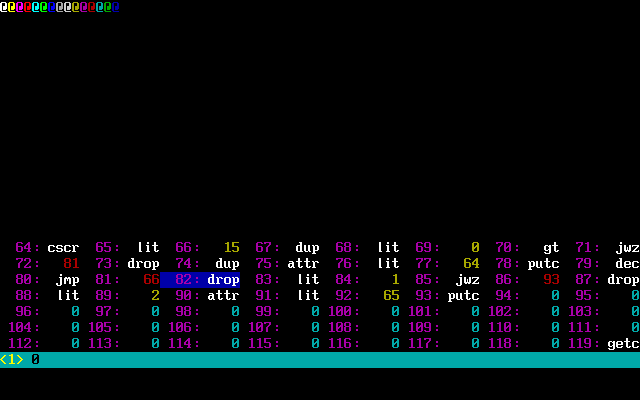 @@@@@@@@@@@@@@@
64: cscr 65: lit 66: 15 67: dup 68: lit 69: 0 70: gt 71: jwz
72: 81 73: drop 74: dup 75: attr 76: lit 77: 64 78: putc 79: dec
80: jmp 81: 66 82: drop 83: lit 84: 1 85: jwz 86: 93 87: drop
88: lit 89: 2 90: attr 91: lit 92: 65 93: putc 94: 0 95: 0
96: 0 97: 0 98: 0 99: 0 100: 0 101: 0 102: 0 103: 0
104: 0 105: 0 106: 0 107: 0 108: 0 109: 0 110: 0 111: 0
112: 0 113: 0 114: 0 115: 0 116: 0 117: 0 118: 0 119: getc
<1> 0